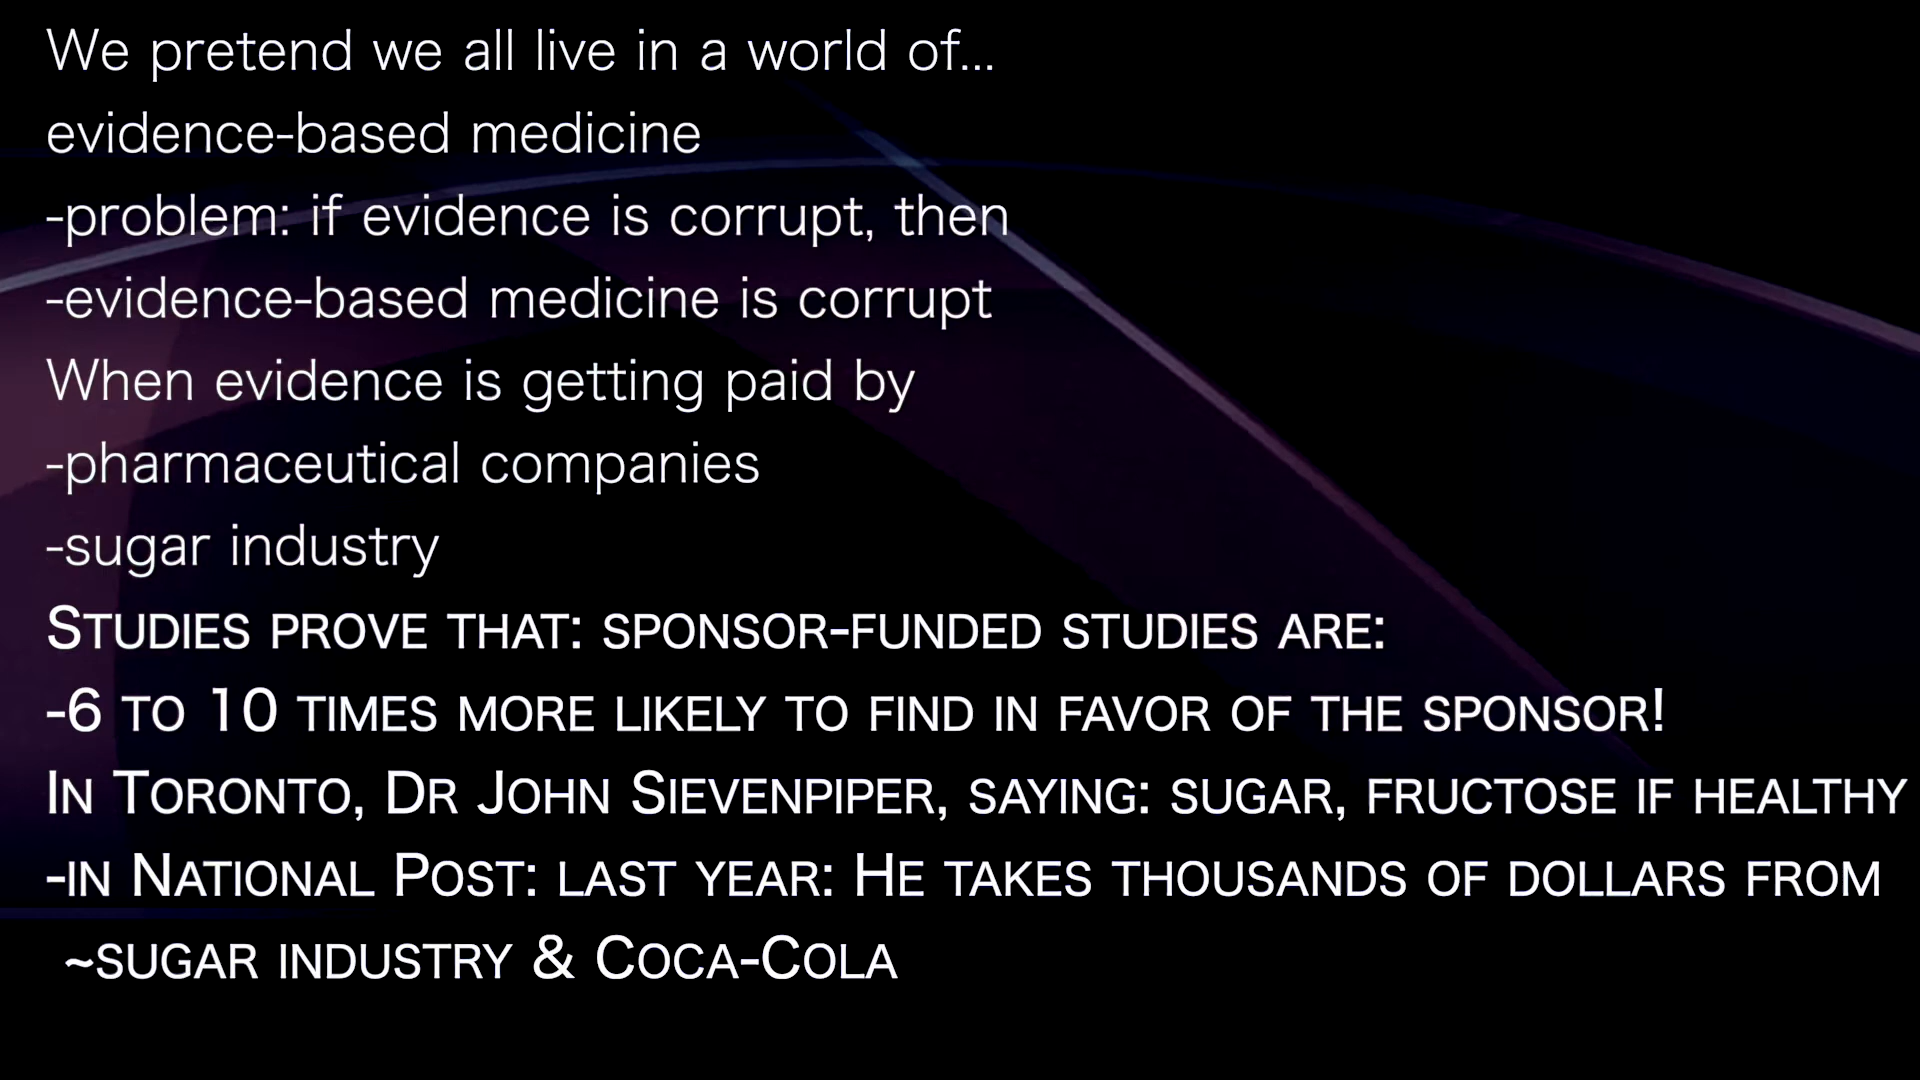 We pretend we all live in a world of...
evidence-based medicine
-problem: if evidence is corrupt, then
-evidence-based medicine is corrupt
When evidence is getting paid by
-pharmaceutical companies
-sugar industry
STUDIES PROVE THAT: SPONSOR-FUNDED STUDIES ARE:
-6 TO 10 TIMES MORE LIKELY TO FIND IN FAVOR OF THE SPONSOR!
IN TORONTO, DR JOHN SIEVENPIPER, SAYING: SUGAR, FRUCTOSE IF HEALTHY
-IN NATIONAL POST: LAST YEAR: HE TAKES THOUSANDS OF DOLLARS FROM
~SUGAR INDUSTRY & COCA-COLA